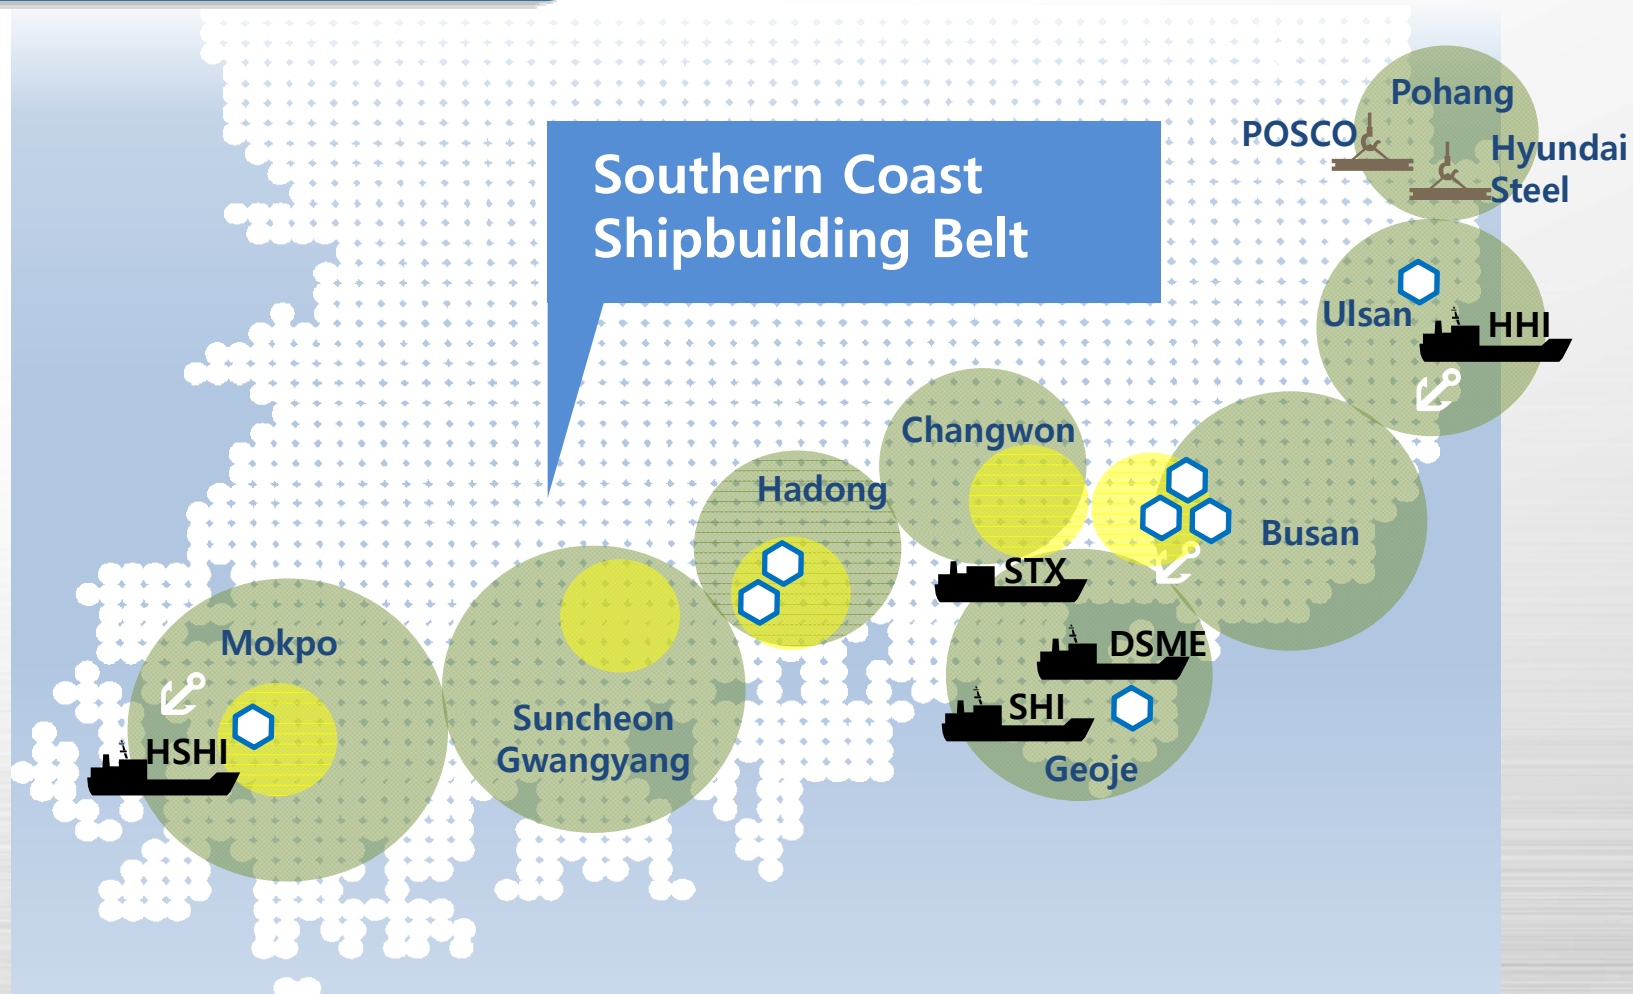 Southern Coast
Shipbuilding Belt
Pohang
POSCO
Hyundai
Steel
Ulsan
HHI
Changwon
Hadong
Busan
STX
DSME
SHI
Geoje
Mokpo
HSHI
Suncheon
Gwangyang